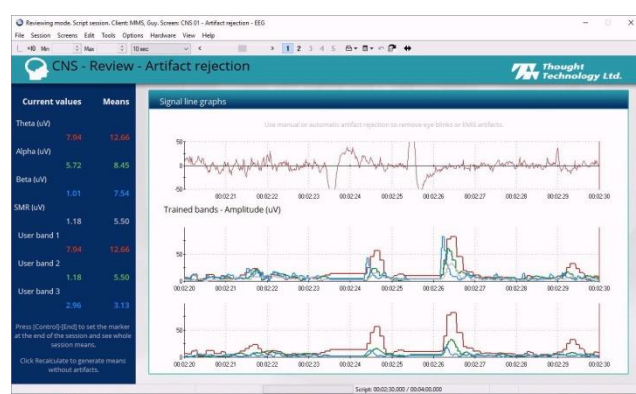 Reviewing mode. Script session. Client: MMS, Guy. Screen: CNS 01 - Artifact rejection - EEG
File Session Screens Edit Tools Options Hardware View Help
Min Max 10 sec 1 2 3 4 5
CNS - Review - Artifact rejection
Thought
Technology Ltd.
Current values Means
Signal line graphs
Use manual or automatic artifact rejection to remove eye blinks or EMG artifacts.
Theta (uV)
7.94 12.66
Alpha (uV)
5.72 8.45
Beta (uV)
1.01 7.54
SMR (uV)
1.18 5.50
User band 1
7.94 12.66
User band 2
1.18 5.50
User band 3
2.96 3.13
Press [Control]-[End] to set the marker
at the end of the session and see whole
session means.
Click Recalculate to generate means
without artifacts.
50
0
-50
00:02:21 00:02:22 00:02:23 00:02:24 00:02:25 00:02:26 00:02:27 00:02:28 00:02:29 00:02:30
Trained bands - Amplitude (uV)
50
0
00:02:20 00:02:21 00:02:22 00:02:23 00:02:24 00:02:25 00:02:26 00:02:27 00:02:28 00:02:29 00:02:30
50
0
00:02:20 00:02:21 00:02:22 00:02:23 00:02:24 00:02:25 00:02:26 00:02:27 00:02:28 00:02:29 00:02:30
Script: 00:02:30.000 / 00:04:00.000